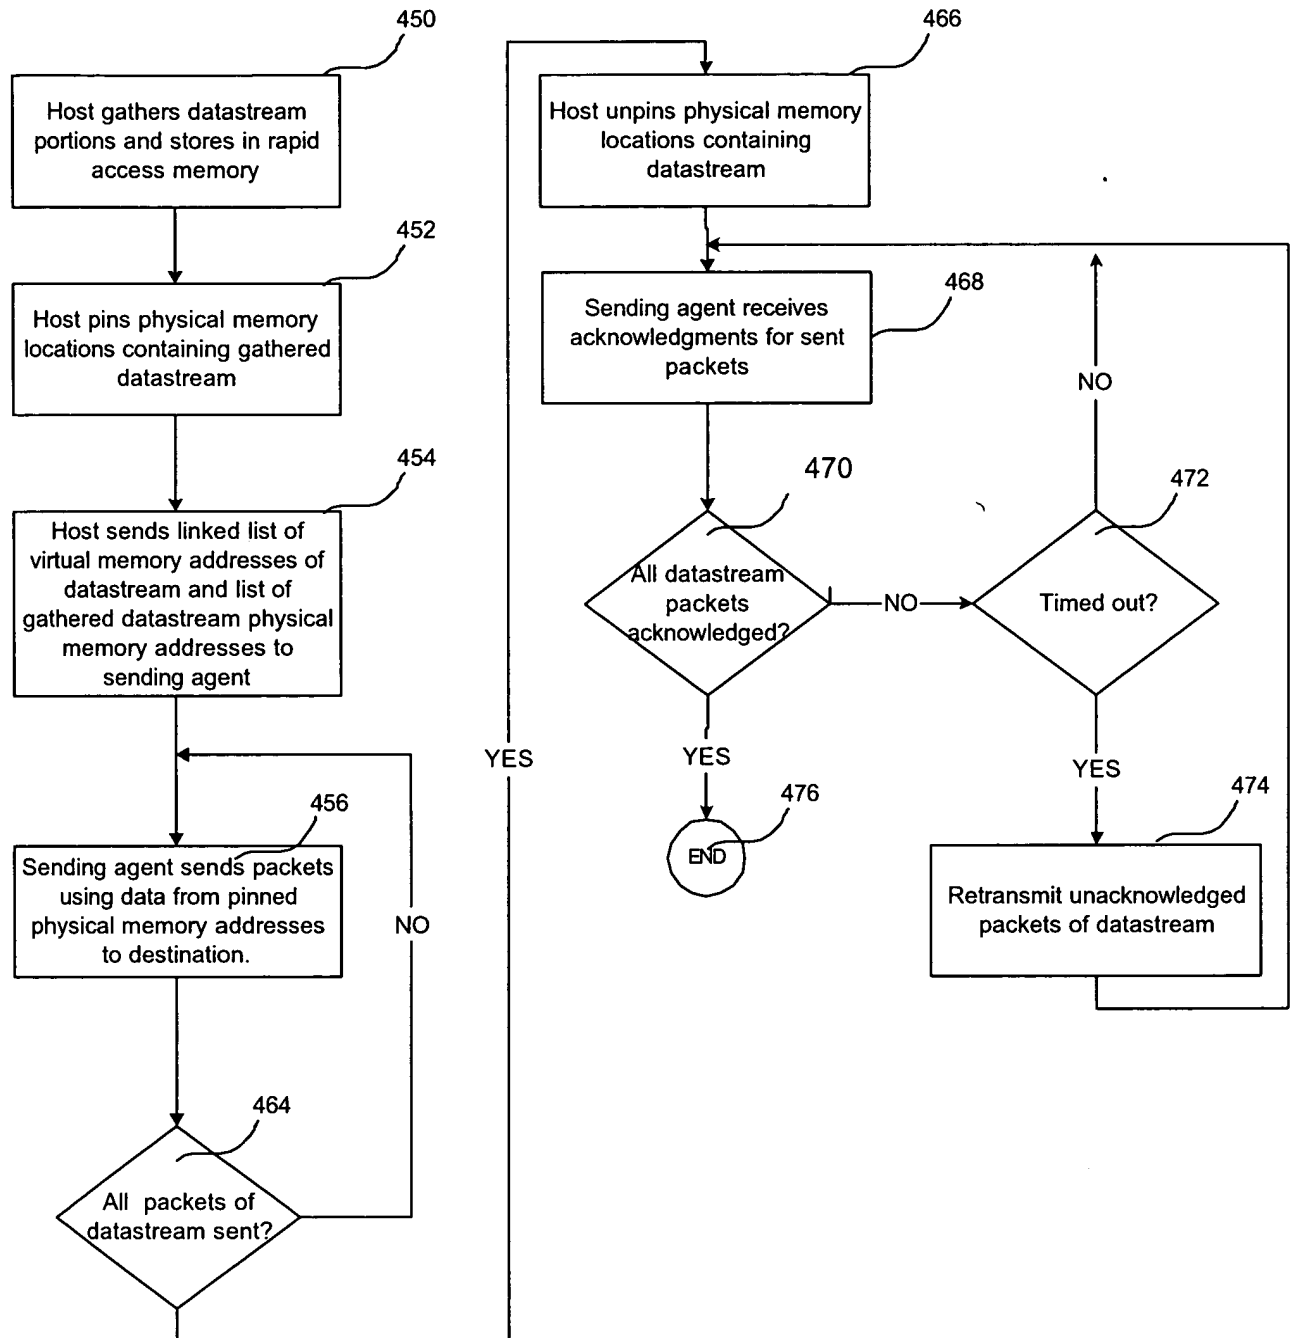 450
Host gathers datastream
portions and stores in rapid
access memory
452
Host pins physical memory
locations containing gathered
datastream
454
Host sends linked list of
virtual memory addresses of
datastream and list of
gathered datastream physical
memory addresses to
sending agent
456
Sending agent sends packets
using data from pinned
physical memory addresses
to destination.
NO
464
All packets of
datastream sent?
YES
466
Host unpins physical memory
locations containing
datastream
468
Sending agent receives
acknowledgments for sent
packets
470
All datastream
packets
acknowledged?
NO
YES
476
END
472
Timed out?
NO
YES
474
Retransmit unacknowledged
packets of datastream